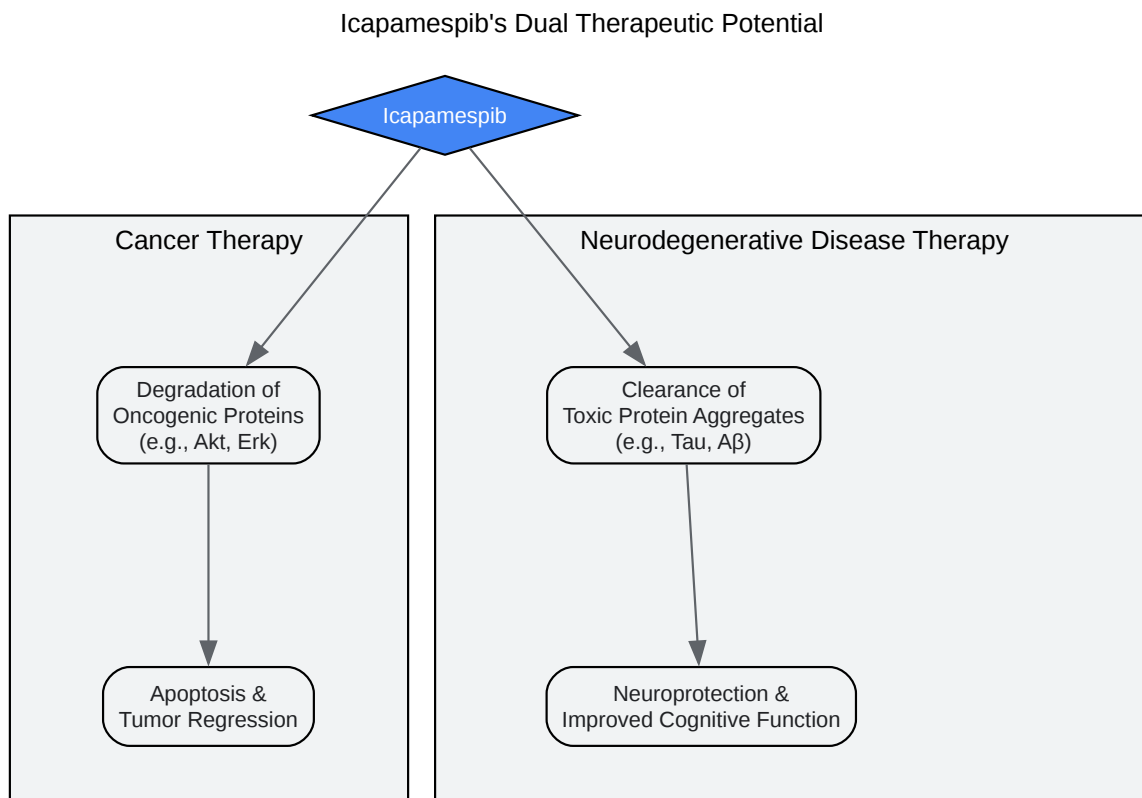 Icapamespib's Dual Therapeutic Potential
Icapamespib
Cancer Therapy
Degradation of
Oncogenic Proteins
(e.g., Akt, Erk)
Apoptosis &
Tumor Regression
Neurodegenerative Disease Therapy
Clearance of
Toxic Protein Aggregates
(e.g., Tau, Aβ)
Neuroprotection &
Improved Cognitive Function